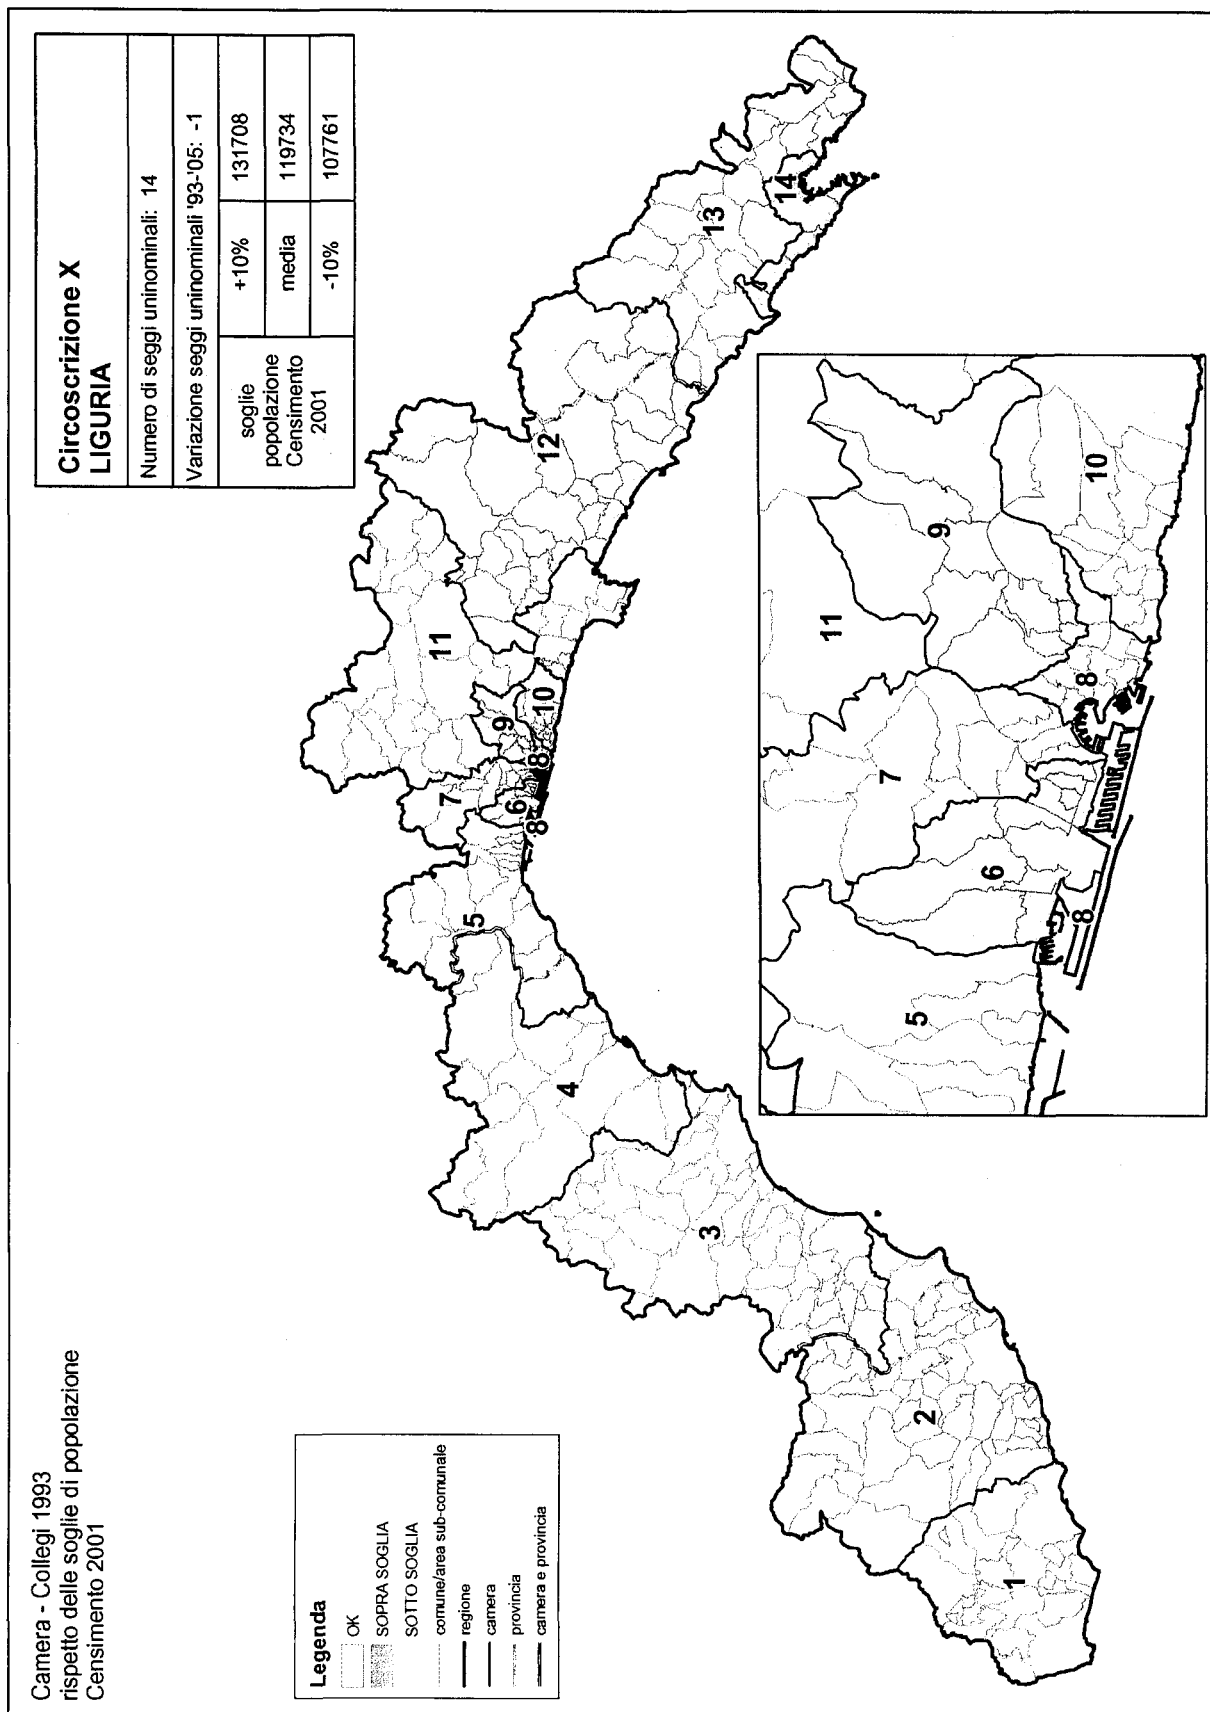 Camera - Collegi 1993
rispetto delle soglie di popolazione
Censimento 2001
Circoscrizione X
LIGURIA
Numero di seggi uninominali: 14
Variazione seggi uninominali '93-'05: -1
soglie
popolazione
Censimento
2001
+10% 131708
media 119734
-10% 107761
Legenda
OK
SOPRA SOGLIA
SOTTO SOGLIA
comune/area sub-comunale
regione
camera
provincia
camera e provincia
1
2
3
4
5
6
7
8
8
9
10
11
12
13
14
5
6
7
8
8
9
10
11